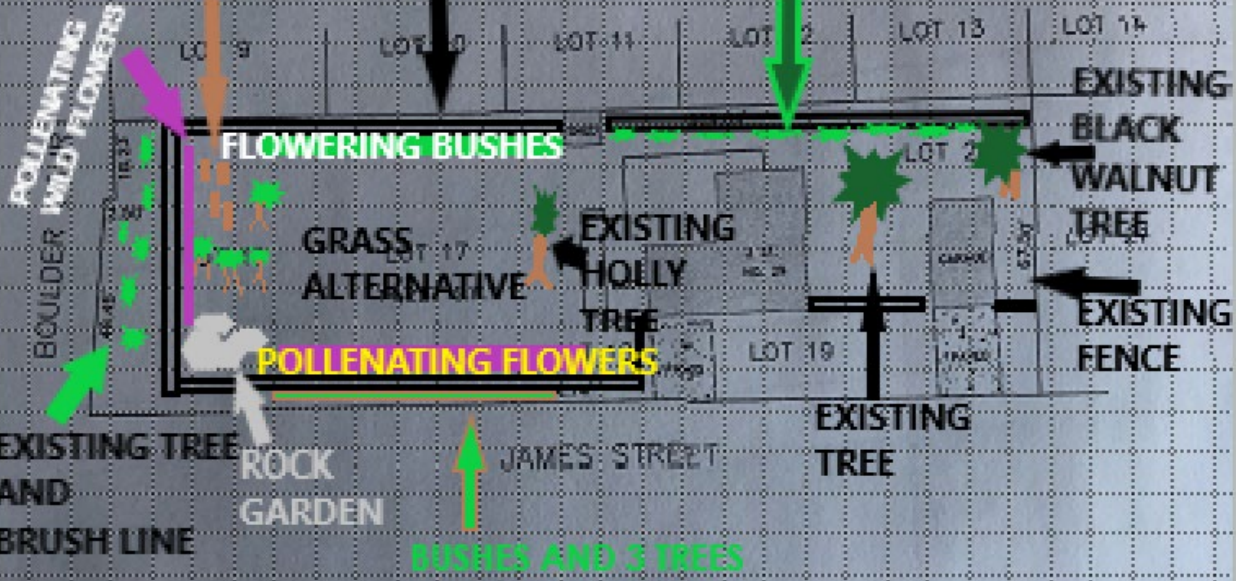 POLLENATING
WILD FLOWERS
LOT 9
LOT 10
LOT 11
LOT 12
LOT 13
LOT 14
EXISTING
BLACK
WALNUT
TREE
FLOWERING BUSHES
LOT
BOULDER
GRASS
ALTERNATIVE
LOT 17
EXISTING
HOLLY
TREE
POLLENATING FLOWERS
LOT 19
EXISTING
FENCE
EXISTING
TREE
EXISTING TREE
AND
BRUSH LINE
ROCK
GARDEN
JAMES STREET
BUSHES AND 3 TREES